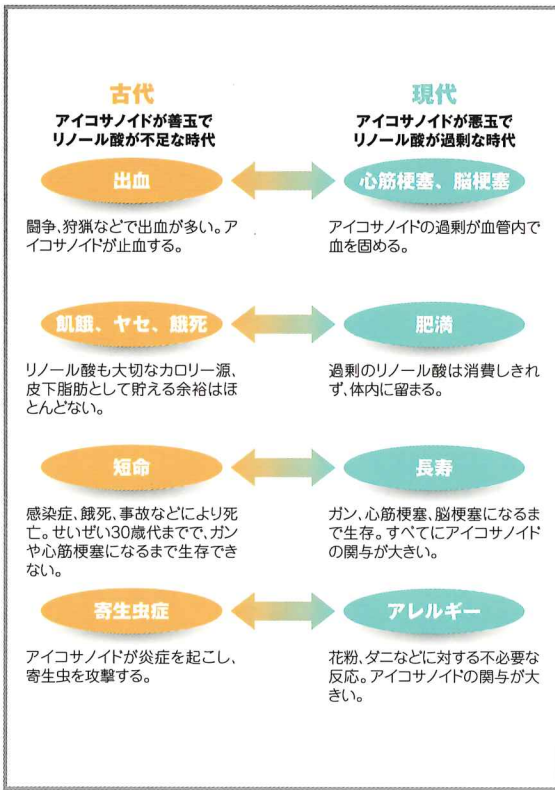 古代
アイコサノイドが善玉で
リノール酸が不足な時代
現代
アイコサノイドが悪玉で
リノール酸が過剰な時代
出血
心筋梗塞、脳梗塞
闘争、狩猟などで出血が多い。ア
イコサノイドが止血する。
アイコサノイドの過剰が血管内で
血を固める。
飢餓、ヤセ、餓死
肥満
リノール酸も大切なカロリー源、
皮下脂肪として貯える余裕はほ
とんどない。
過剰のリノール酸は消費しきれ
ず、体内に留まる。
短命
長寿
感染症、餓死、事故などにより死
亡。せいぜい30歳代までで、ガン
や心筋梗塞になるまで生存でき
ない。
ガン、心筋梗塞、脳梗塞になるま
で生存。すべてにアイコサノイド
の関与が大きい。
寄生虫症
アレルギー
アイコサノイドが炎症を起こし、
寄生虫を攻撃する。
花粉、ダニなどに対する不必要な
反応。アイコサノイドの関与が大
きい。